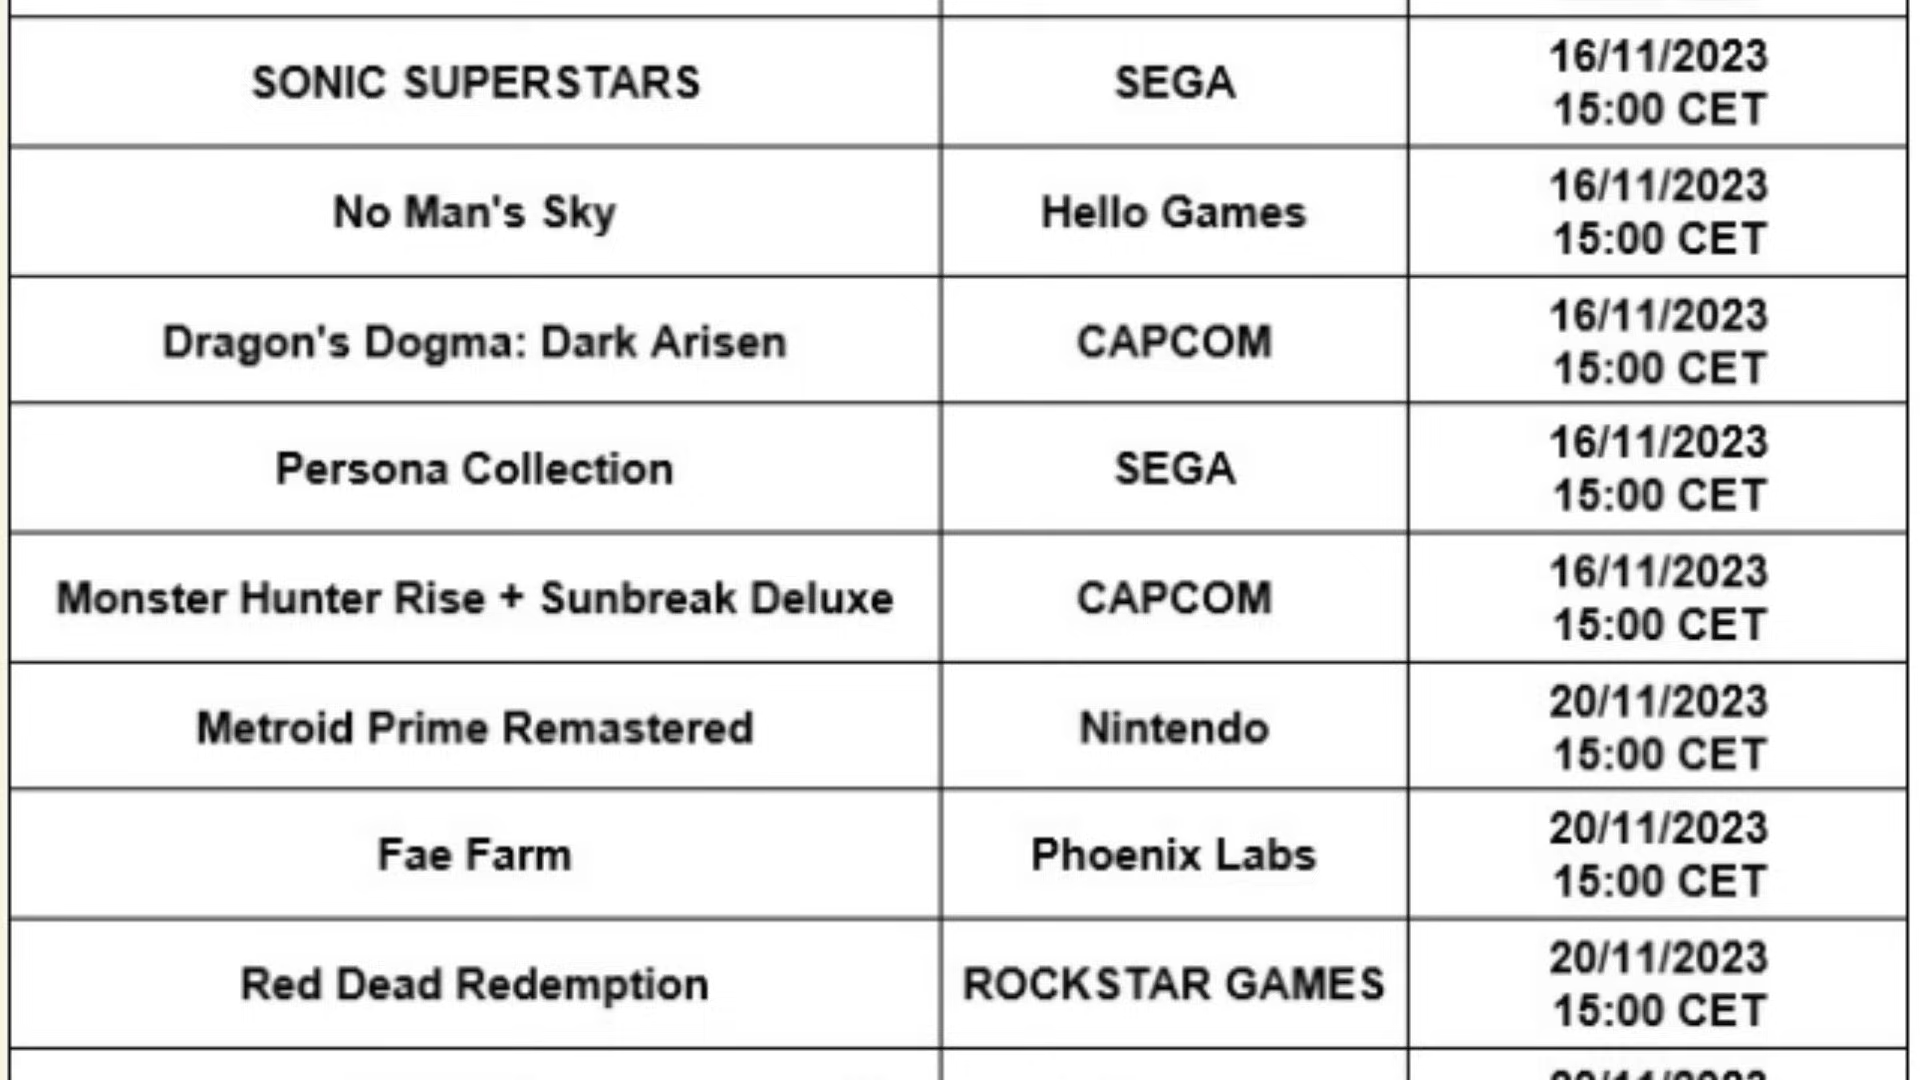 SONIC SUPERSTARS
SEGA
16/11/2023
15:00 CET
No Man's Sky
Hello Games
16/11/2023
15:00 CET
Dragon's Dogma: Dark Arisen
CAPCOM
16/11/2023
15:00 CET
Persona Collection
SEGA
16/11/2023
15:00 CET
Monster Hunter Rise + Sunbreak Deluxe
CAPCOM
16/11/2023
15:00 CET
Metroid Prime Remastered
Nintendo
20/11/2023
15:00 CET
Fae Farm
Phoenix Labs
20/11/2023
15:00 CET
Red Dead Redemption
ROCKSTAR GAMES
20/11/2023
15:00 CET